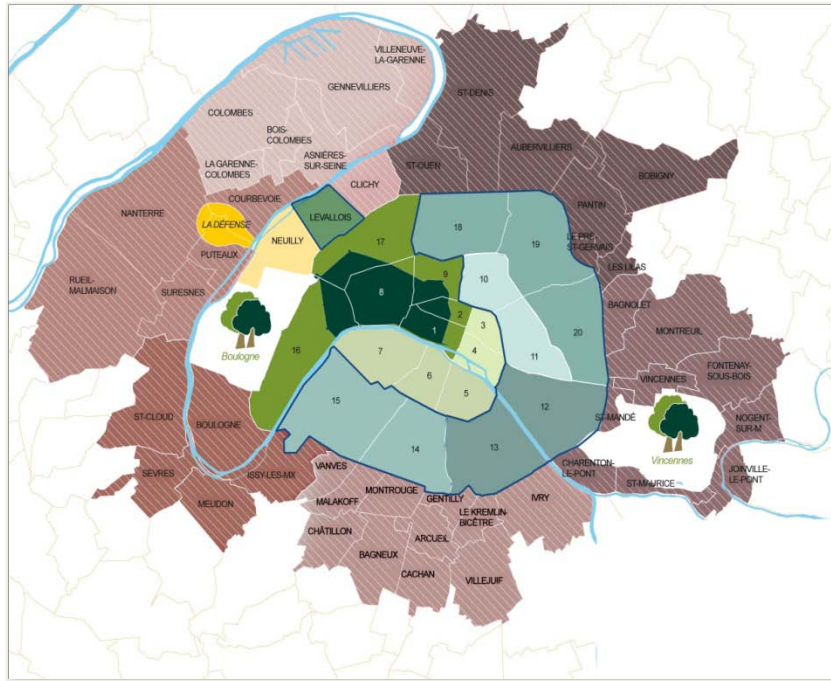 VILLENEUVE-
LA-GARENNE
GENNEVILLIERS
ST-DENIS
COLOMBES
BOIS-
COLOMBES
ASNIÈRES-
SUR-SEINE
LA GARENNE-
COLOMBES
ST-OUEN
AUBERVILLIERS
BOBIGNY
CLICHY
COURBEVOIE
PANTIN
NANTERRE
LEVALLOIS
LA DÉFENSE
17
18
19
LE PRÉ-
ST-GERVAIS
NEUILLY
PUTEAUX
LES LILAS
RUEIL-
MALMAISON
SURESNES
8
9
10
BAGNOLET
2
3
1
20
MONTREUIL
Boulogne
16
7
4
11
6
5
FONTENAY-
SOUS-BOIS
VINCENNES
15
12
ST-CLOUD
BOULOGNE
ST-MANDÉ
NOGENT-
SUR-M
Vincennes
14
13
SÈVRES
ISSY-LES-MX
VANVES
CHARENTON-
LE-PONT
JOINVILLE-
LE-PONT
ST-MAURICE
MEUDON
MONTROUGE
MALAKOFF
GENTILLY
IVRY
LE KREMLIN-
BICÊTRE
CHÂTILLON
ARCUEIL
BAGNEUX
CACHAN
VILLEJUIF